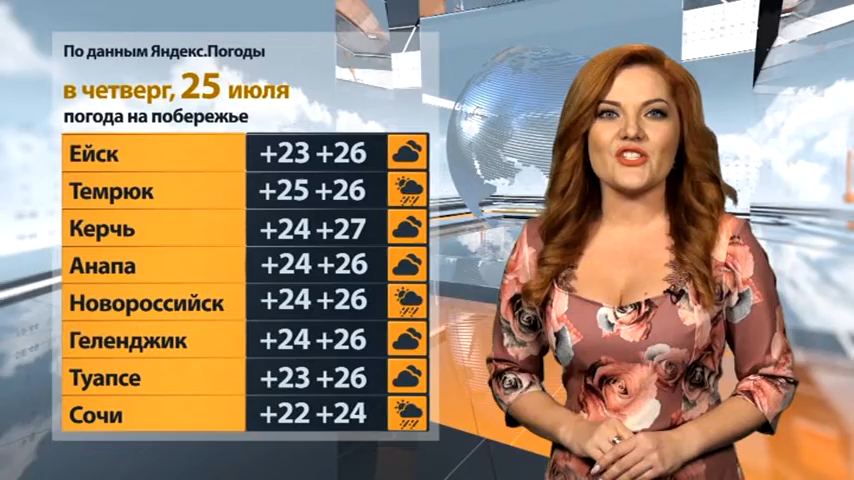 По данным Яндекс.Погоды
в четверг, 25 июля
погода на побережье
Ейск +23 +26
Темрюк +25 +26
Керчь +24 +27
Анапа +24 +26
Новороссийск +24 +26
Геленджик +24 +26
Туапсе +23 +26
Сочи +22 +24